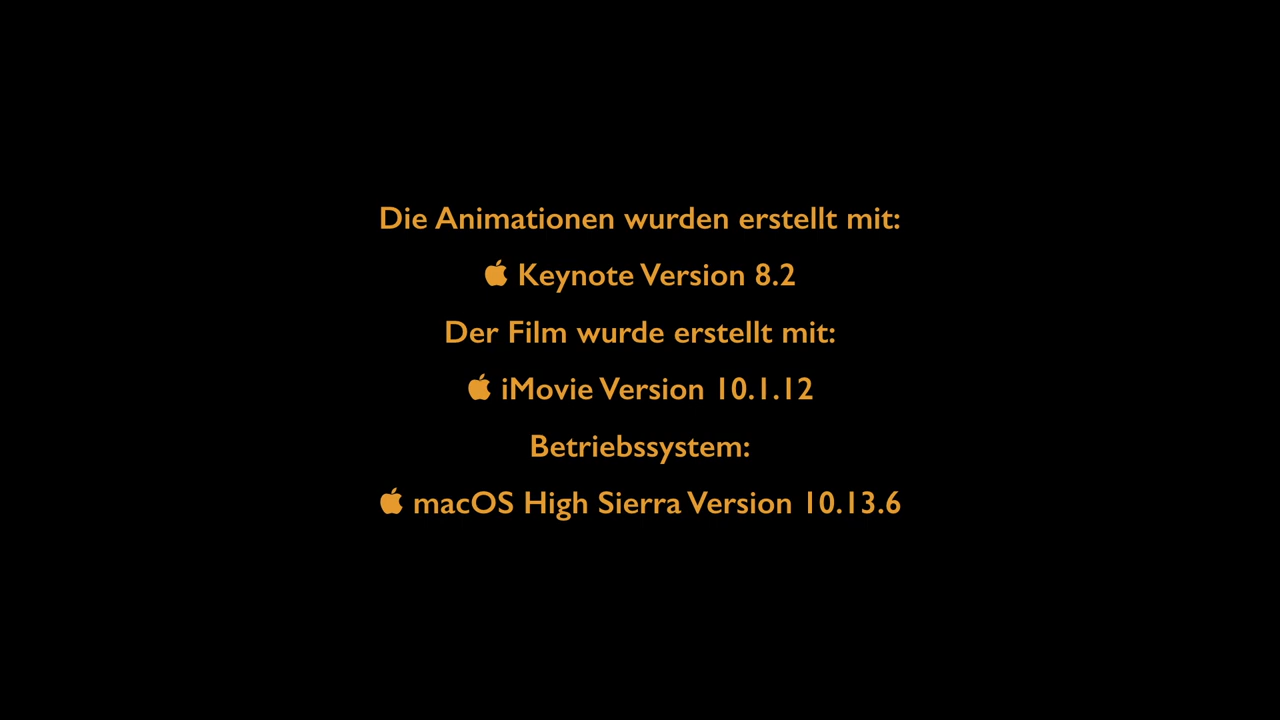 Die Animationen wurden erstellt mit:
 Keynote Version 8.2
Der Film wurde erstellt mit:
 iMovie Version 10.1.12
Betriebssystem:
 macOS High Sierra Version 10.13.6